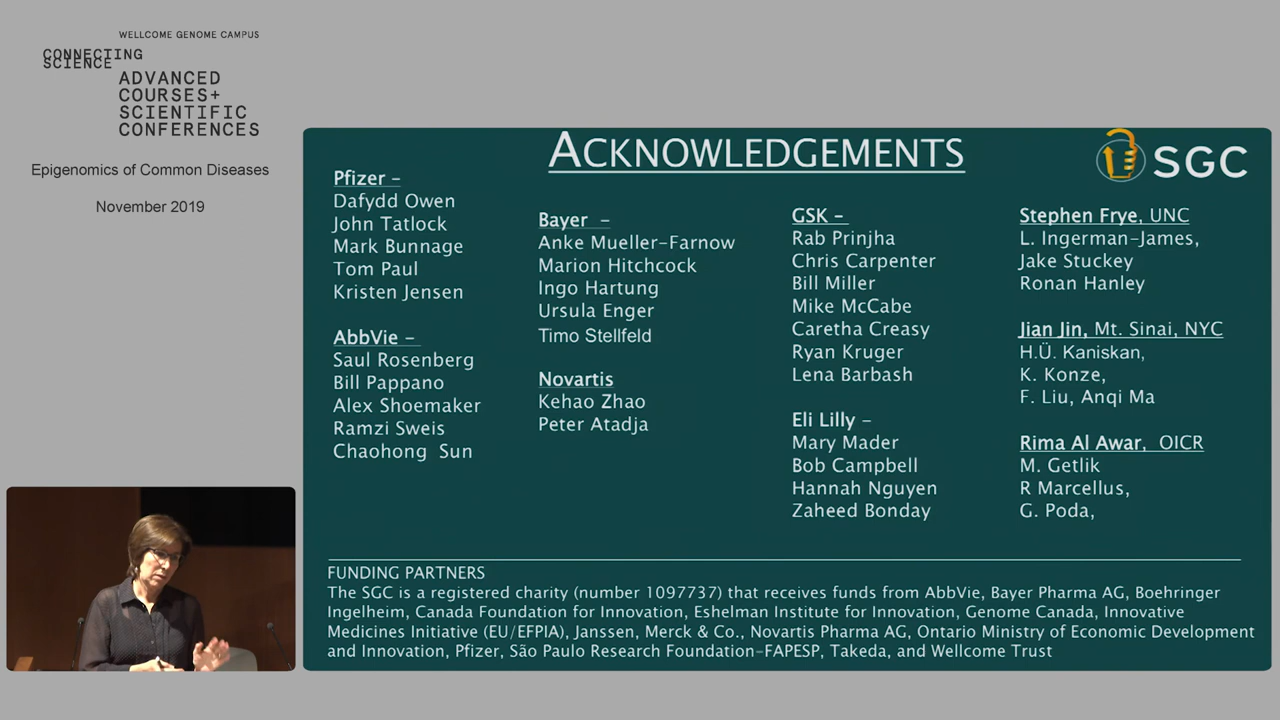 WELLCOME GENOME CAMPUS
CONNECTING
SCIENCE
ADVANCED
COURSES+
SCIENTIFIC
CONFERENCES
Epigenomics of Common Diseases
November 2019
ACKNOWLEDGEMENTS
SGC
Pfizer –
Dafydd Owen
John Tatlock
Mark Bunnage
Tom Paul
Kristen Jensen
AbbVie –
Saul Rosenberg
Bill Pappano
Alex Shoemaker
Ramzi Sweis
Chaohong Sun
Bayer –
Anke Mueller-Farnow
Marion Hitchcock
Ingo Hartung
Ursula Enger
Timo Stellfeld
Novartis
Kehao Zhao
Peter Atadja
GSK –
Rab Prinjha
Chris Carpenter
Bill Miller
Mike McCabe
Caretha Creasy
Ryan Kruger
Lena Barbash
Eli Lilly –
Mary Mader
Bob Campbell
Hannah Nguyen
Zaheed Bonday
Stephen Frye, UNC
L. Ingerman-James,
Jake Stuckey
Ronan Hanley
Jian Jin, Mt. Sinai, NYC
H.Ü. Kaniskan,
K. Konze,
F. Liu, Anqi Ma
Rima Al Awar, OICR
M. Getlik
R Marcellus,
G. Poda,
FUNDING PARTNERS
The SGC is a registered charity (number 1097737) that receives funds from AbbVie, Bayer Pharma AG, Boehringer
Ingelheim, Canada Foundation for Innovation, Eshelman Institute for Innovation, Genome Canada, Innovative
Medicines Initiative (EU/EFPIA), Janssen, Merck & Co., Novartis Pharma AG, Ontario Ministry of Economic Development
and Innovation, Pfizer, São Paulo Research Foundation-FAPESP, Takeda, and Wellcome Trust